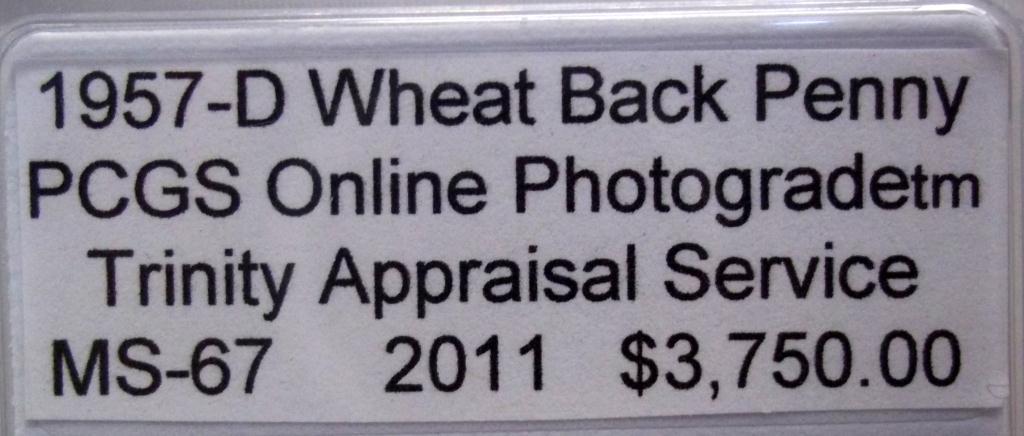 1957-D Wheat Back Penny
PCGS Online Photogradetm
Trinity Appraisal Service
MS-67 2011 $3,750.00